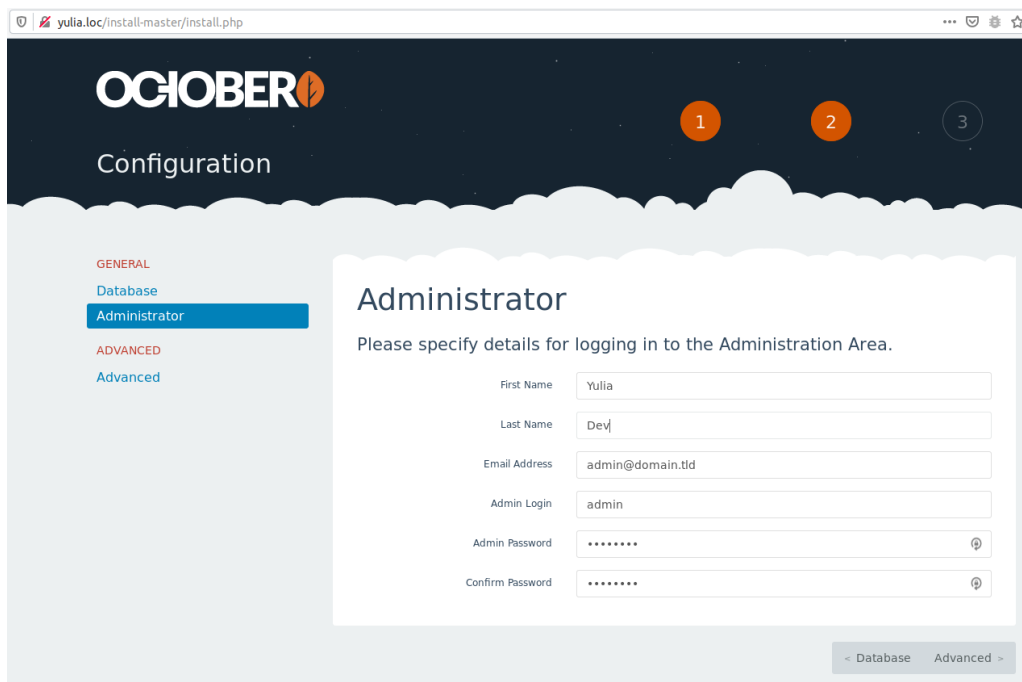 yulia.loc/install-master/install.php
OCTOBER
1 2 3
Configuration
GENERAL
Database
Administrator
ADVANCED
Advanced
Administrator
Please specify details for logging in to the Administration Area.
First Name Yulia
Last Name Dev
Email Address admin@domain.tld
Admin Login admin
Admin Password ••••••••
Confirm Password ••••••••
< Database Advanced >